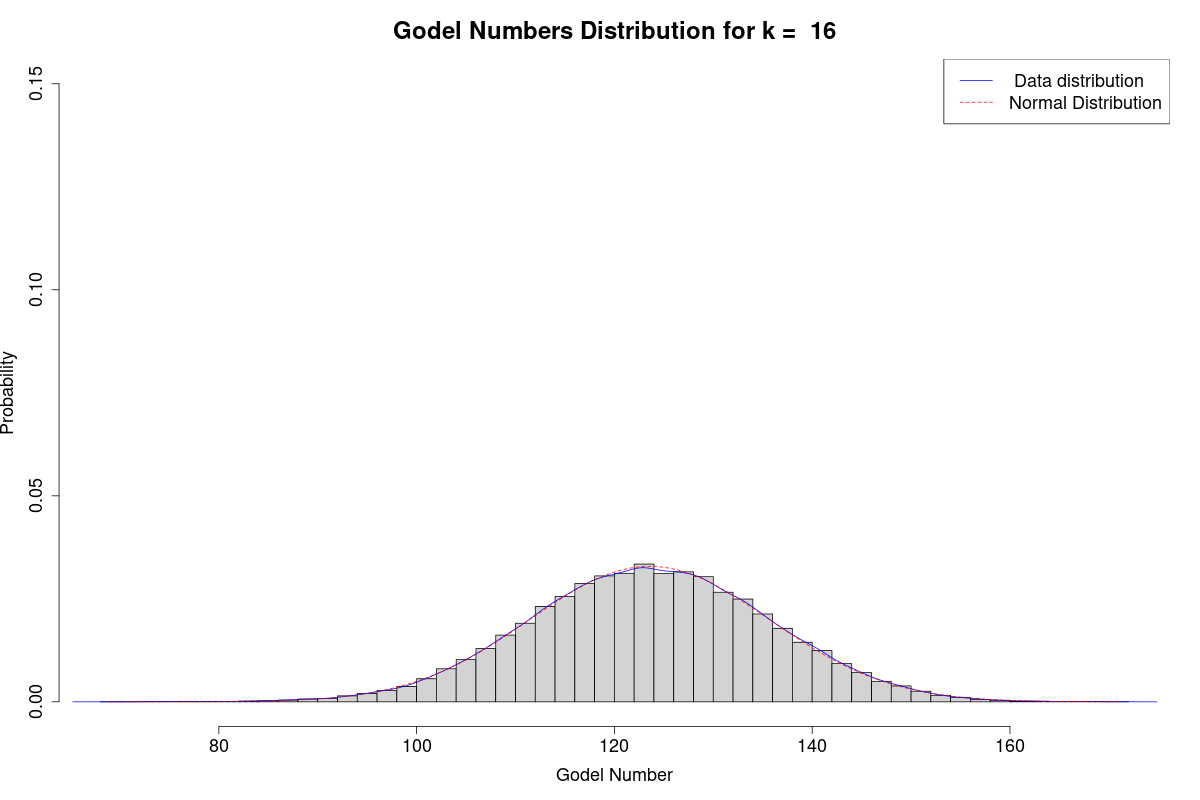 Godel Numbers Distribution for k =  16
Data distribution
Normal Distribution
0.15
0.10
0.05
0.00
Probability
80 100 120 140 160
Godel Number